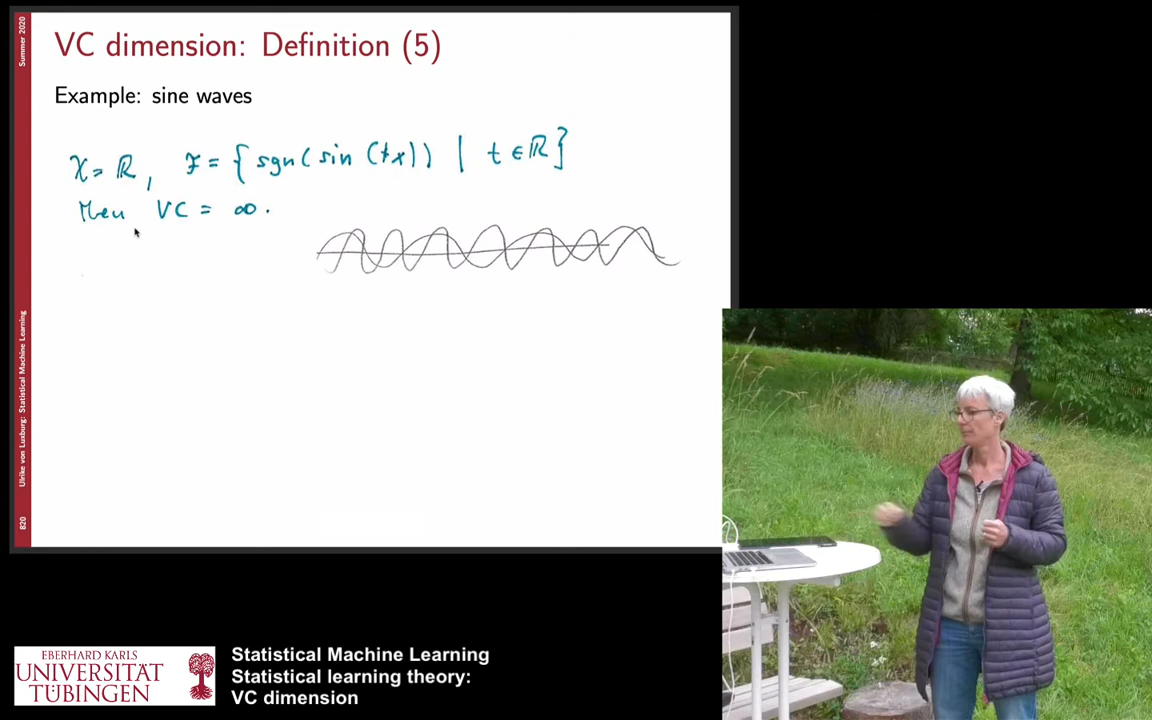 VC dimension: Definition (5)
Example: sine waves
X = ℝ, F = { sgn( sin (tx)) | t ∈ ℝ }
Then VC = ∞.
Summer 2020
Ulrike von Luxburg: Statistical Machine Learning
820
EBERHARD KARLS
UNIVERSITÄT
TÜBINGEN
Statistical Machine Learning
Statistical learning theory:
VC dimension